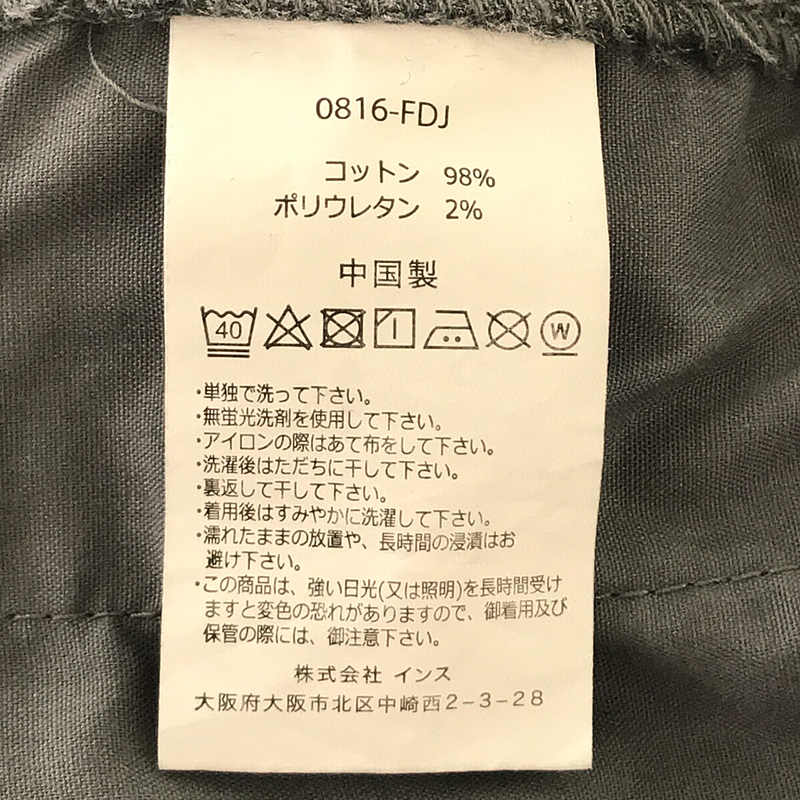 0816-FDJ
コットン 98%
ポリウレタン 2%
中国製
40 W
・単独で洗って下さい。
・無蛍光洗剤を使用して下さい。
・アイロンの際はあて布をして下さい。
・洗濯後はただちに干して下さい。
・裏返して干して下さい。
・着用後はすみやかに洗濯して下さい。
・濡れたままの放置や、長時間の浸漬はお
避け下さい。
・この商品は、強い日光(又は照明)を長時間受け
ますと変色の恐れがありますので、御着用及び
保管の際には、御注意下さい。
株式会社 インス
大阪府大阪市北区中崎西2-3-28